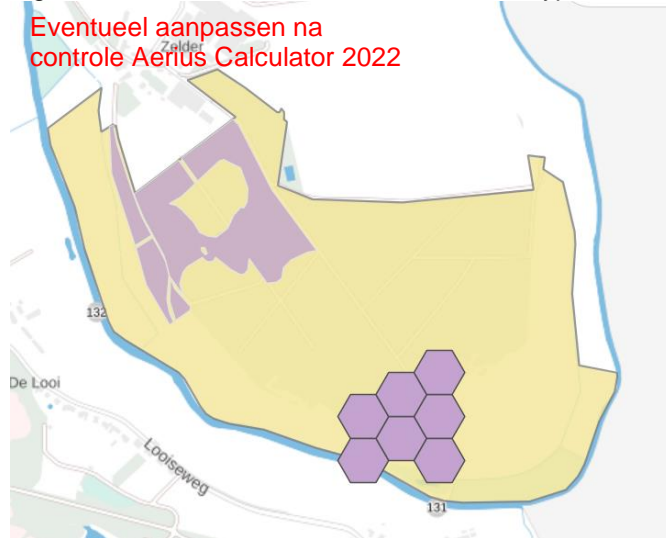 Eventueel aanpassen na
Zelder
controle Aerius Calculator 2022
132
De Looi
Looiseweg
131